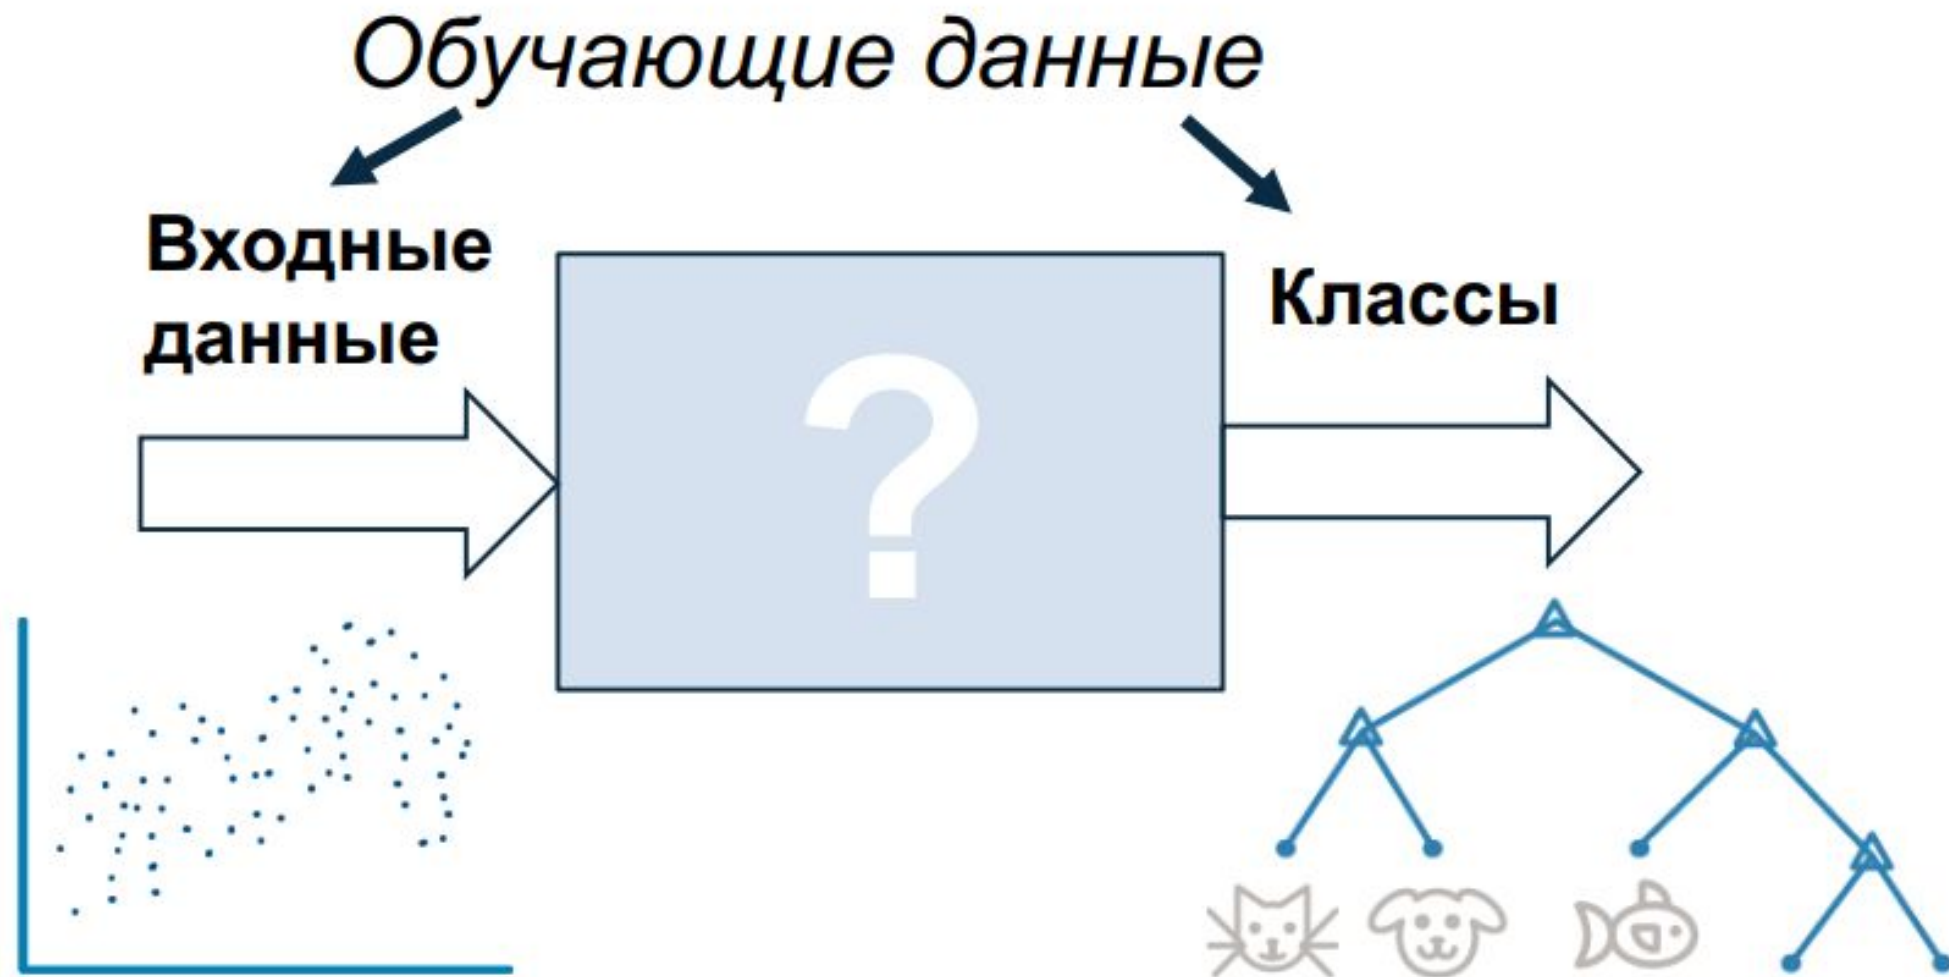 Обучающие данные
Входные
данные
Классы
?